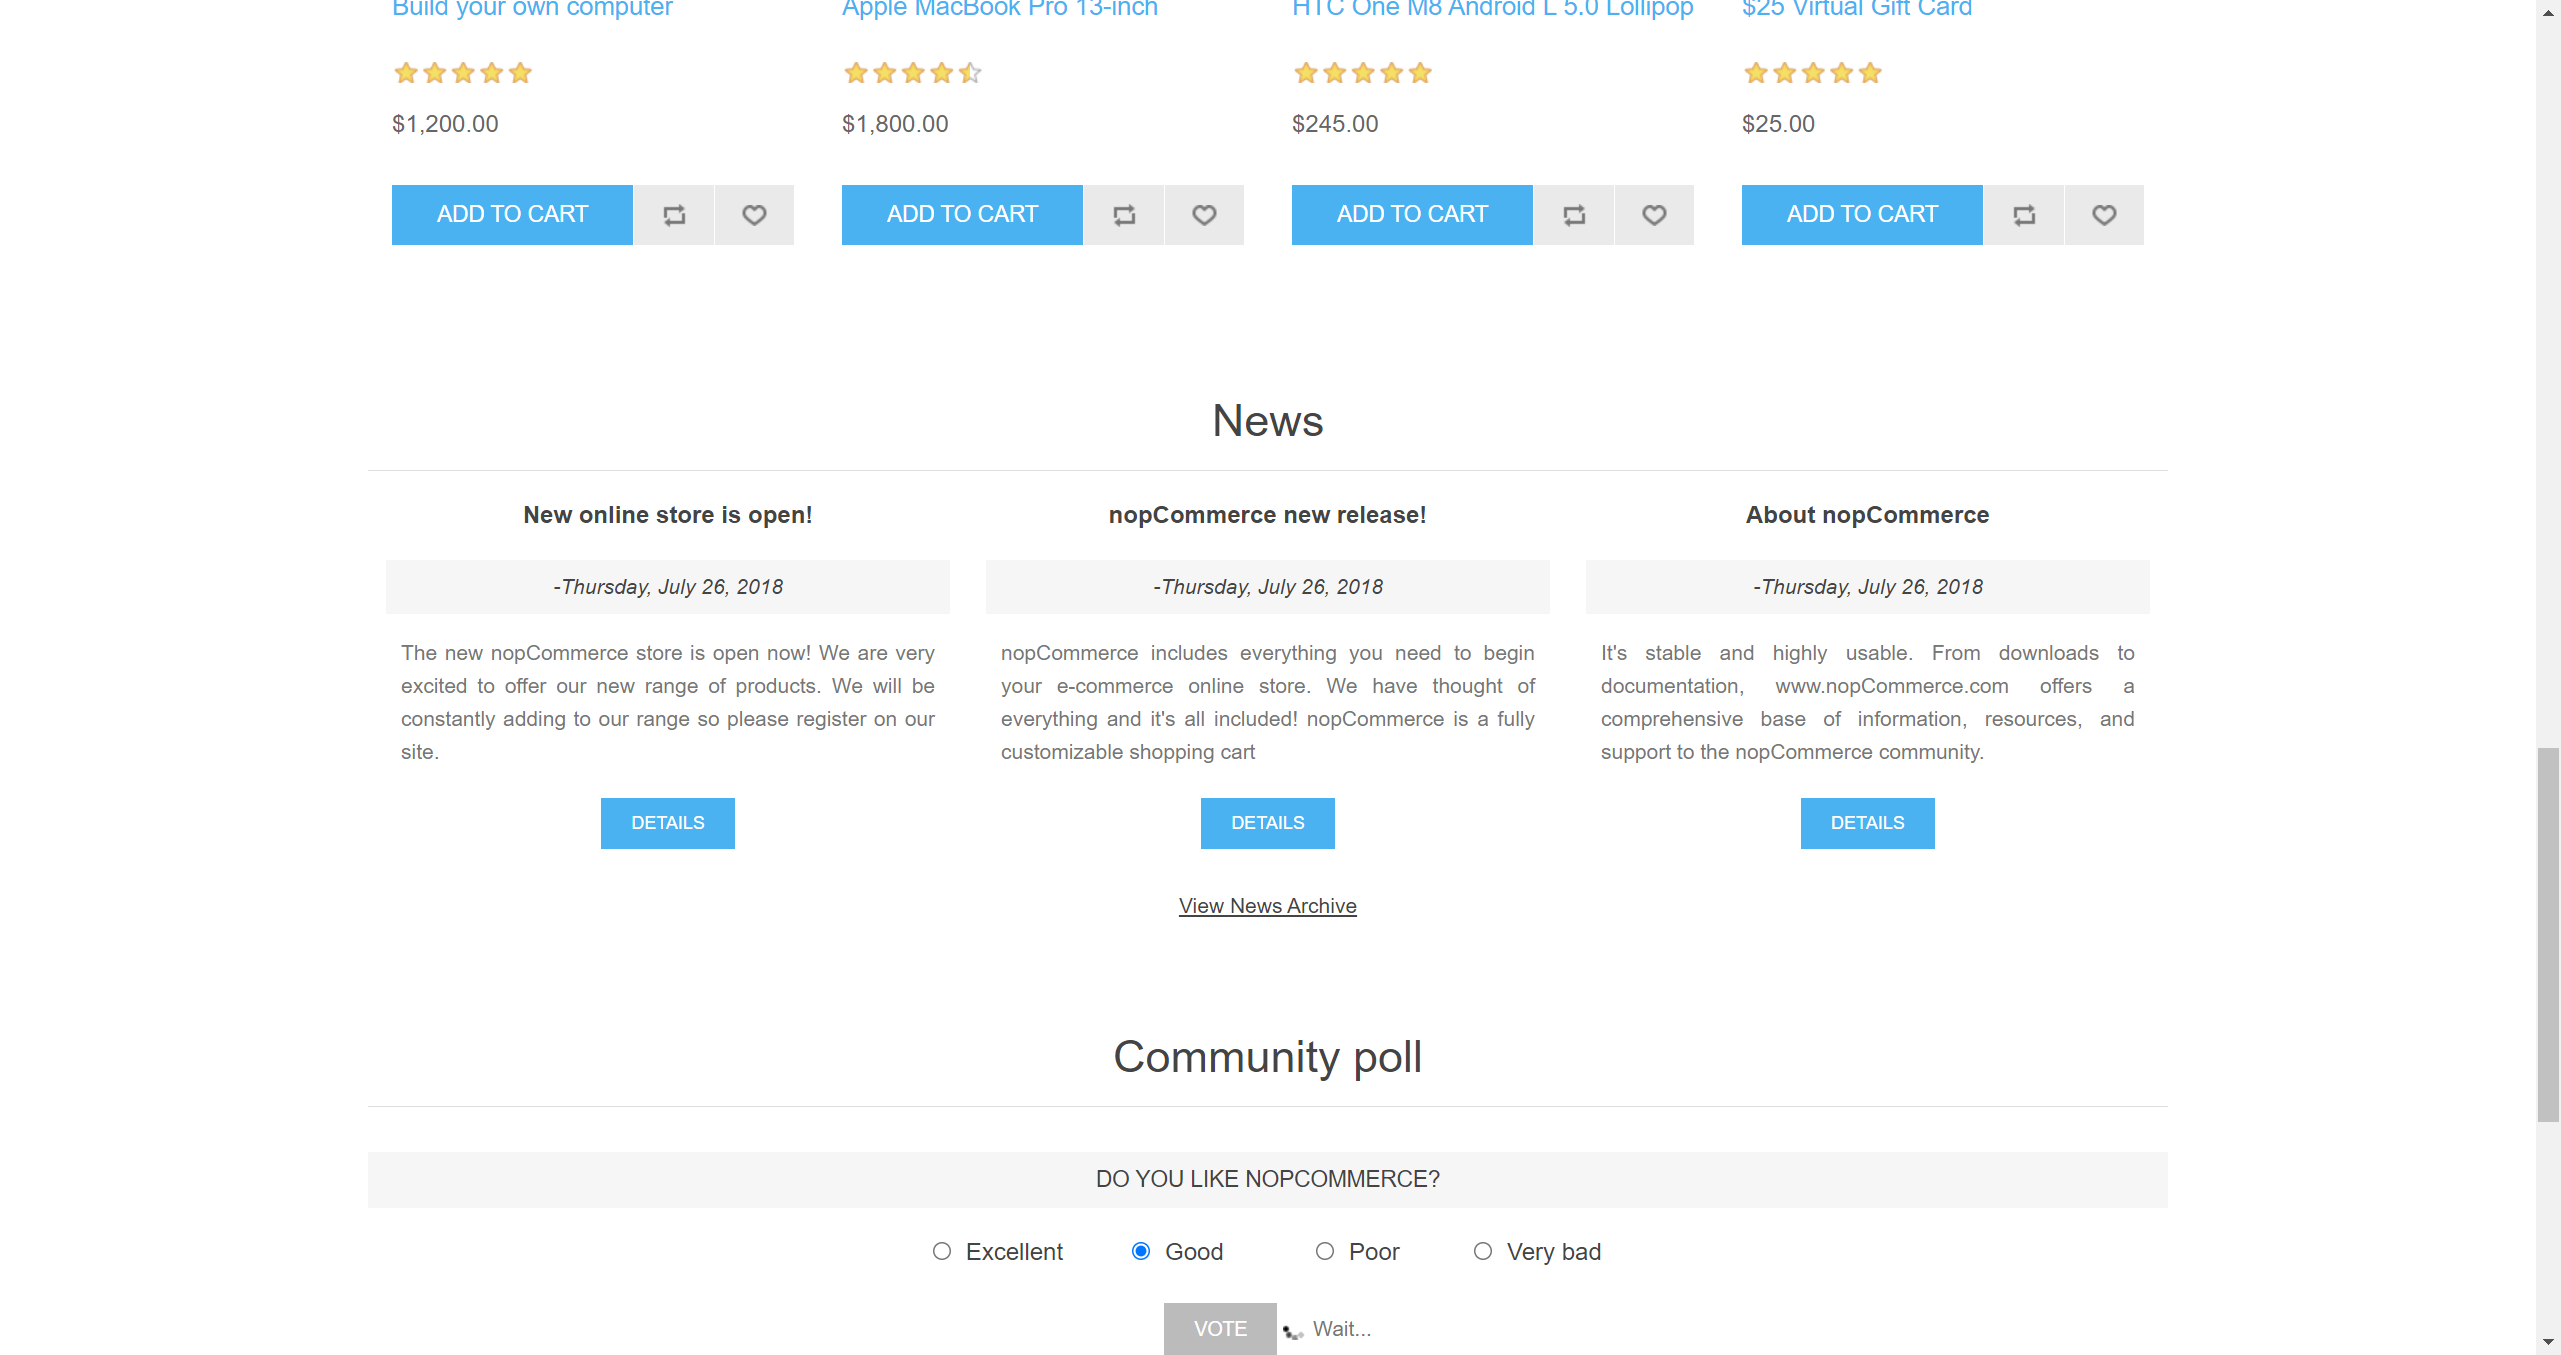 Build your own computer
Apple MacBook Pro 13-inch
HTC One M8 Android L 5.0 Lollipop
$25 Virtual Gift Card
$1,200.00
$1,800.00
$245.00
$25.00
ADD TO CART
ADD TO CART
ADD TO CART
ADD TO CART
News
New online store is open!
-Thursday, July 26, 2018
The new nopCommerce store is open now! We are very
excited to offer our new range of products. We will be
constantly adding to our range so please register on our
site.
DETAILS
nopCommerce new release!
-Thursday, July 26, 2018
nopCommerce includes everything you need to begin
your e-commerce online store. We have thought of
everything and it's all included! nopCommerce is a fully
customizable shopping cart
DETAILS
About nopCommerce
-Thursday, July 26, 2018
It's stable and highly usable. From downloads to
documentation, www.nopCommerce.com offers a
comprehensive base of information, resources, and
support to the nopCommerce community.
DETAILS
View News Archive
Community poll
DO YOU LIKE NOPCOMMERCE?
Excellent
Good
Poor
Very bad
VOTE
Wait...